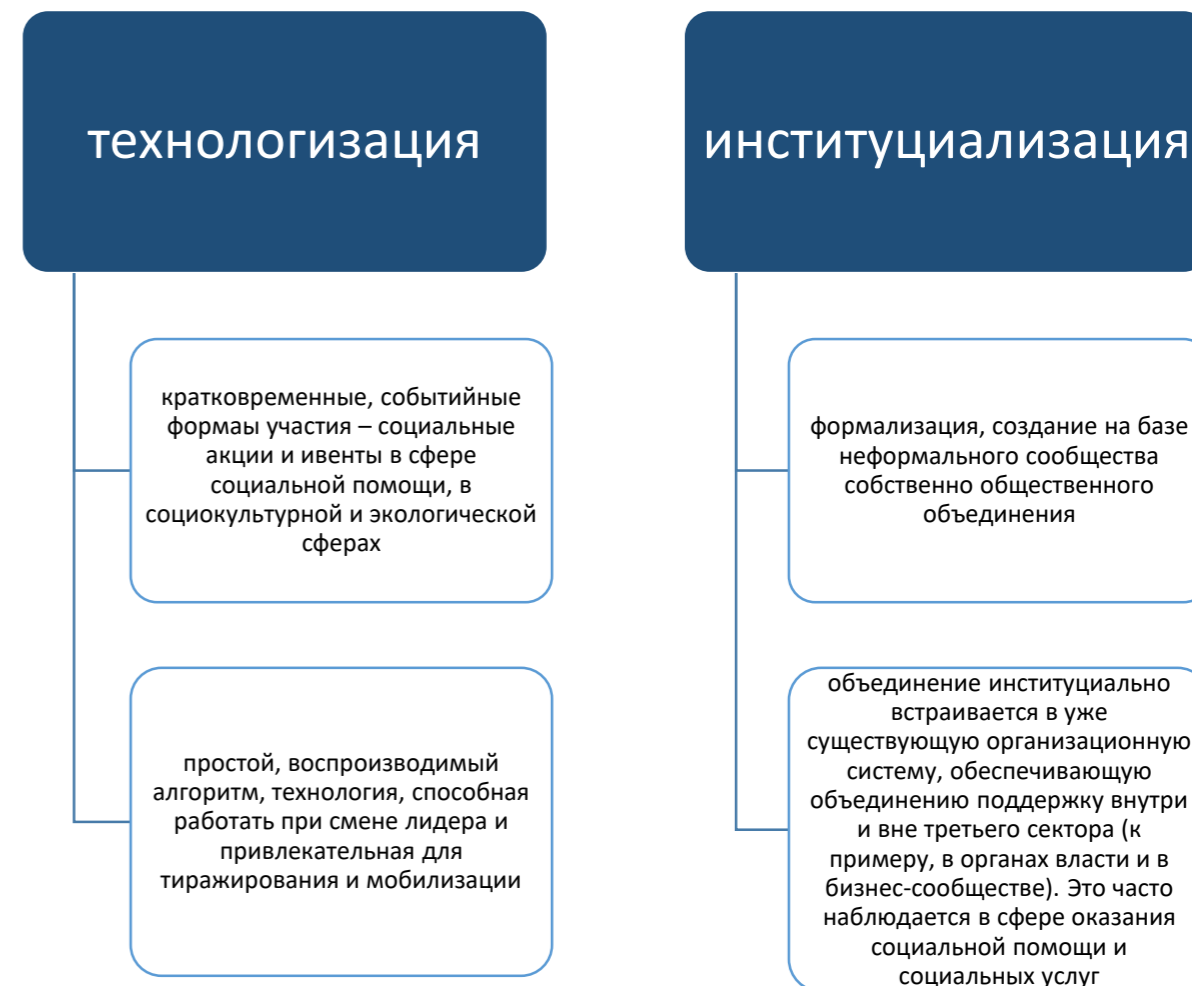 технологизация
кратковременные, событийные
формаы участия – социальные
акции и ивенты в сфере
социальной помощи, в
социокультурной и экологической
сферах
простой, воспроизводимый
алгоритм, технология, способная
работать при смене лидера и
привлекательная для
тиражирования и мобилизации
институциализация
формализация, создание на базе
неформального сообщества
собственно общественного
объединения
объединение институциально
встраивается в уже
существующую организационную
систему, обеспечивающую
объединению поддержку внутри
и вне третьего сектора (к
примеру, в органах власти и в
бизнес-сообществе). Это часто
наблюдается в сфере оказания
социальной помощи и
социальных услуг